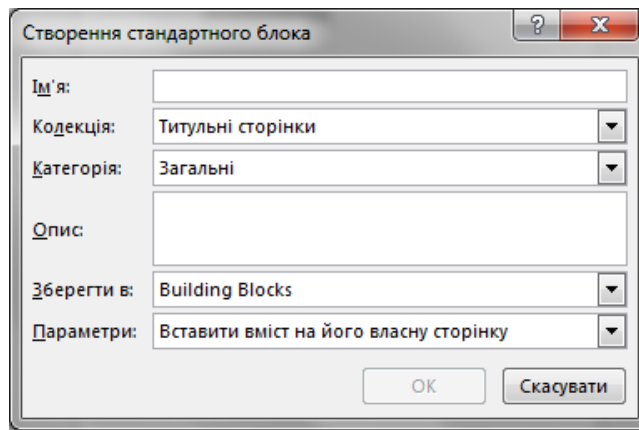 Створення стандартного блока
Ім'я:
Колекція: Титульні сторінки
Категорія: Загальні
Опис:
Зберегти в: Building Blocks
Параметри: Вставити вміст на його власну сторінку
ОК Скасувати